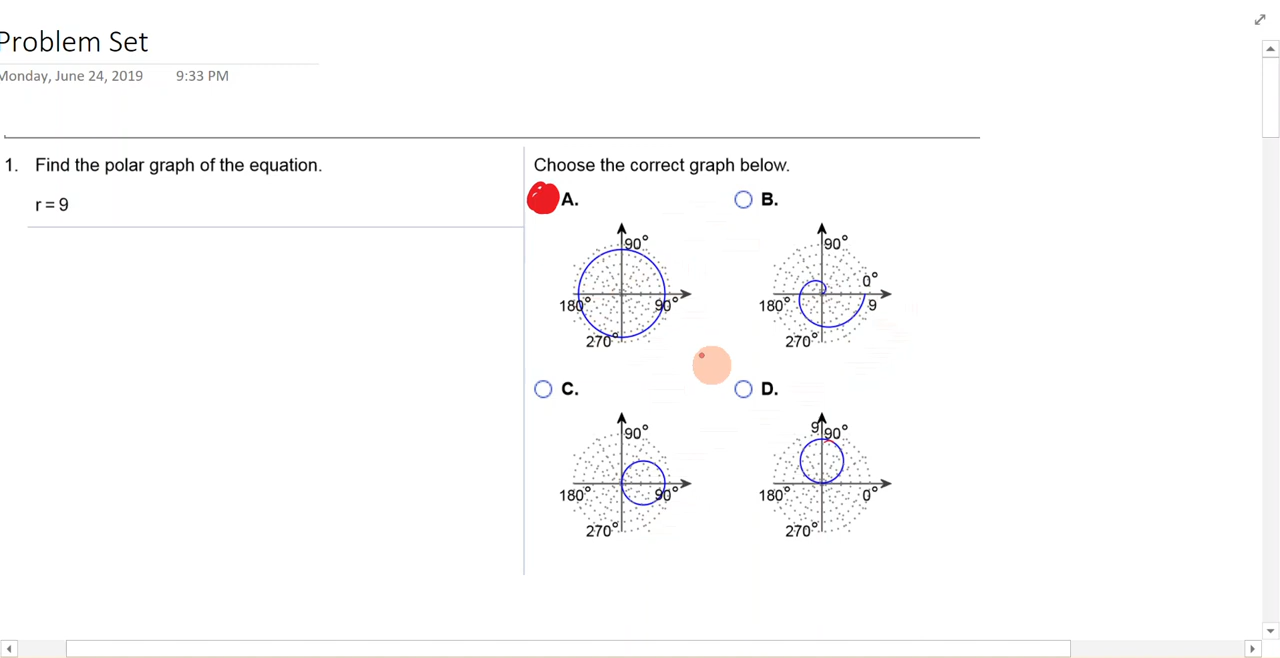 Problem Set
Monday, June 24, 2019 9:33 PM
1. Find the polar graph of the equation.
r = 9
Choose the correct graph below.
A.
90°
180°
90°
270°
B.
90°
0°
180°
9
270°
C.
90°
180°
90°
270°
D.
9
90°
180°
0°
270°